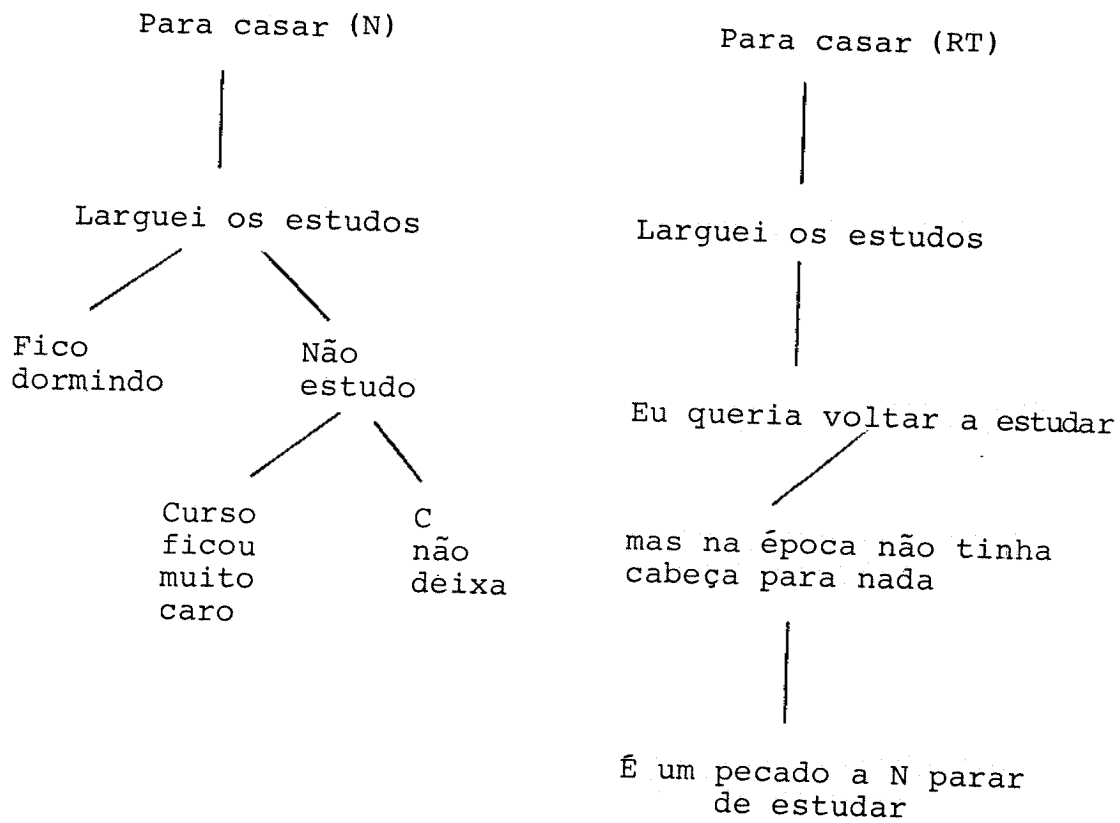 Para casar (N)
Larguei os estudos
Fico
dormindo
Não
estudo
Curso
ficou
muito
caro
C
não
deixa
Para casar (RT)
Larguei os estudos
Eu queria voltar a estudar
mas na época não tinha
cabeça para nada
É um pecado a N parar
de estudar